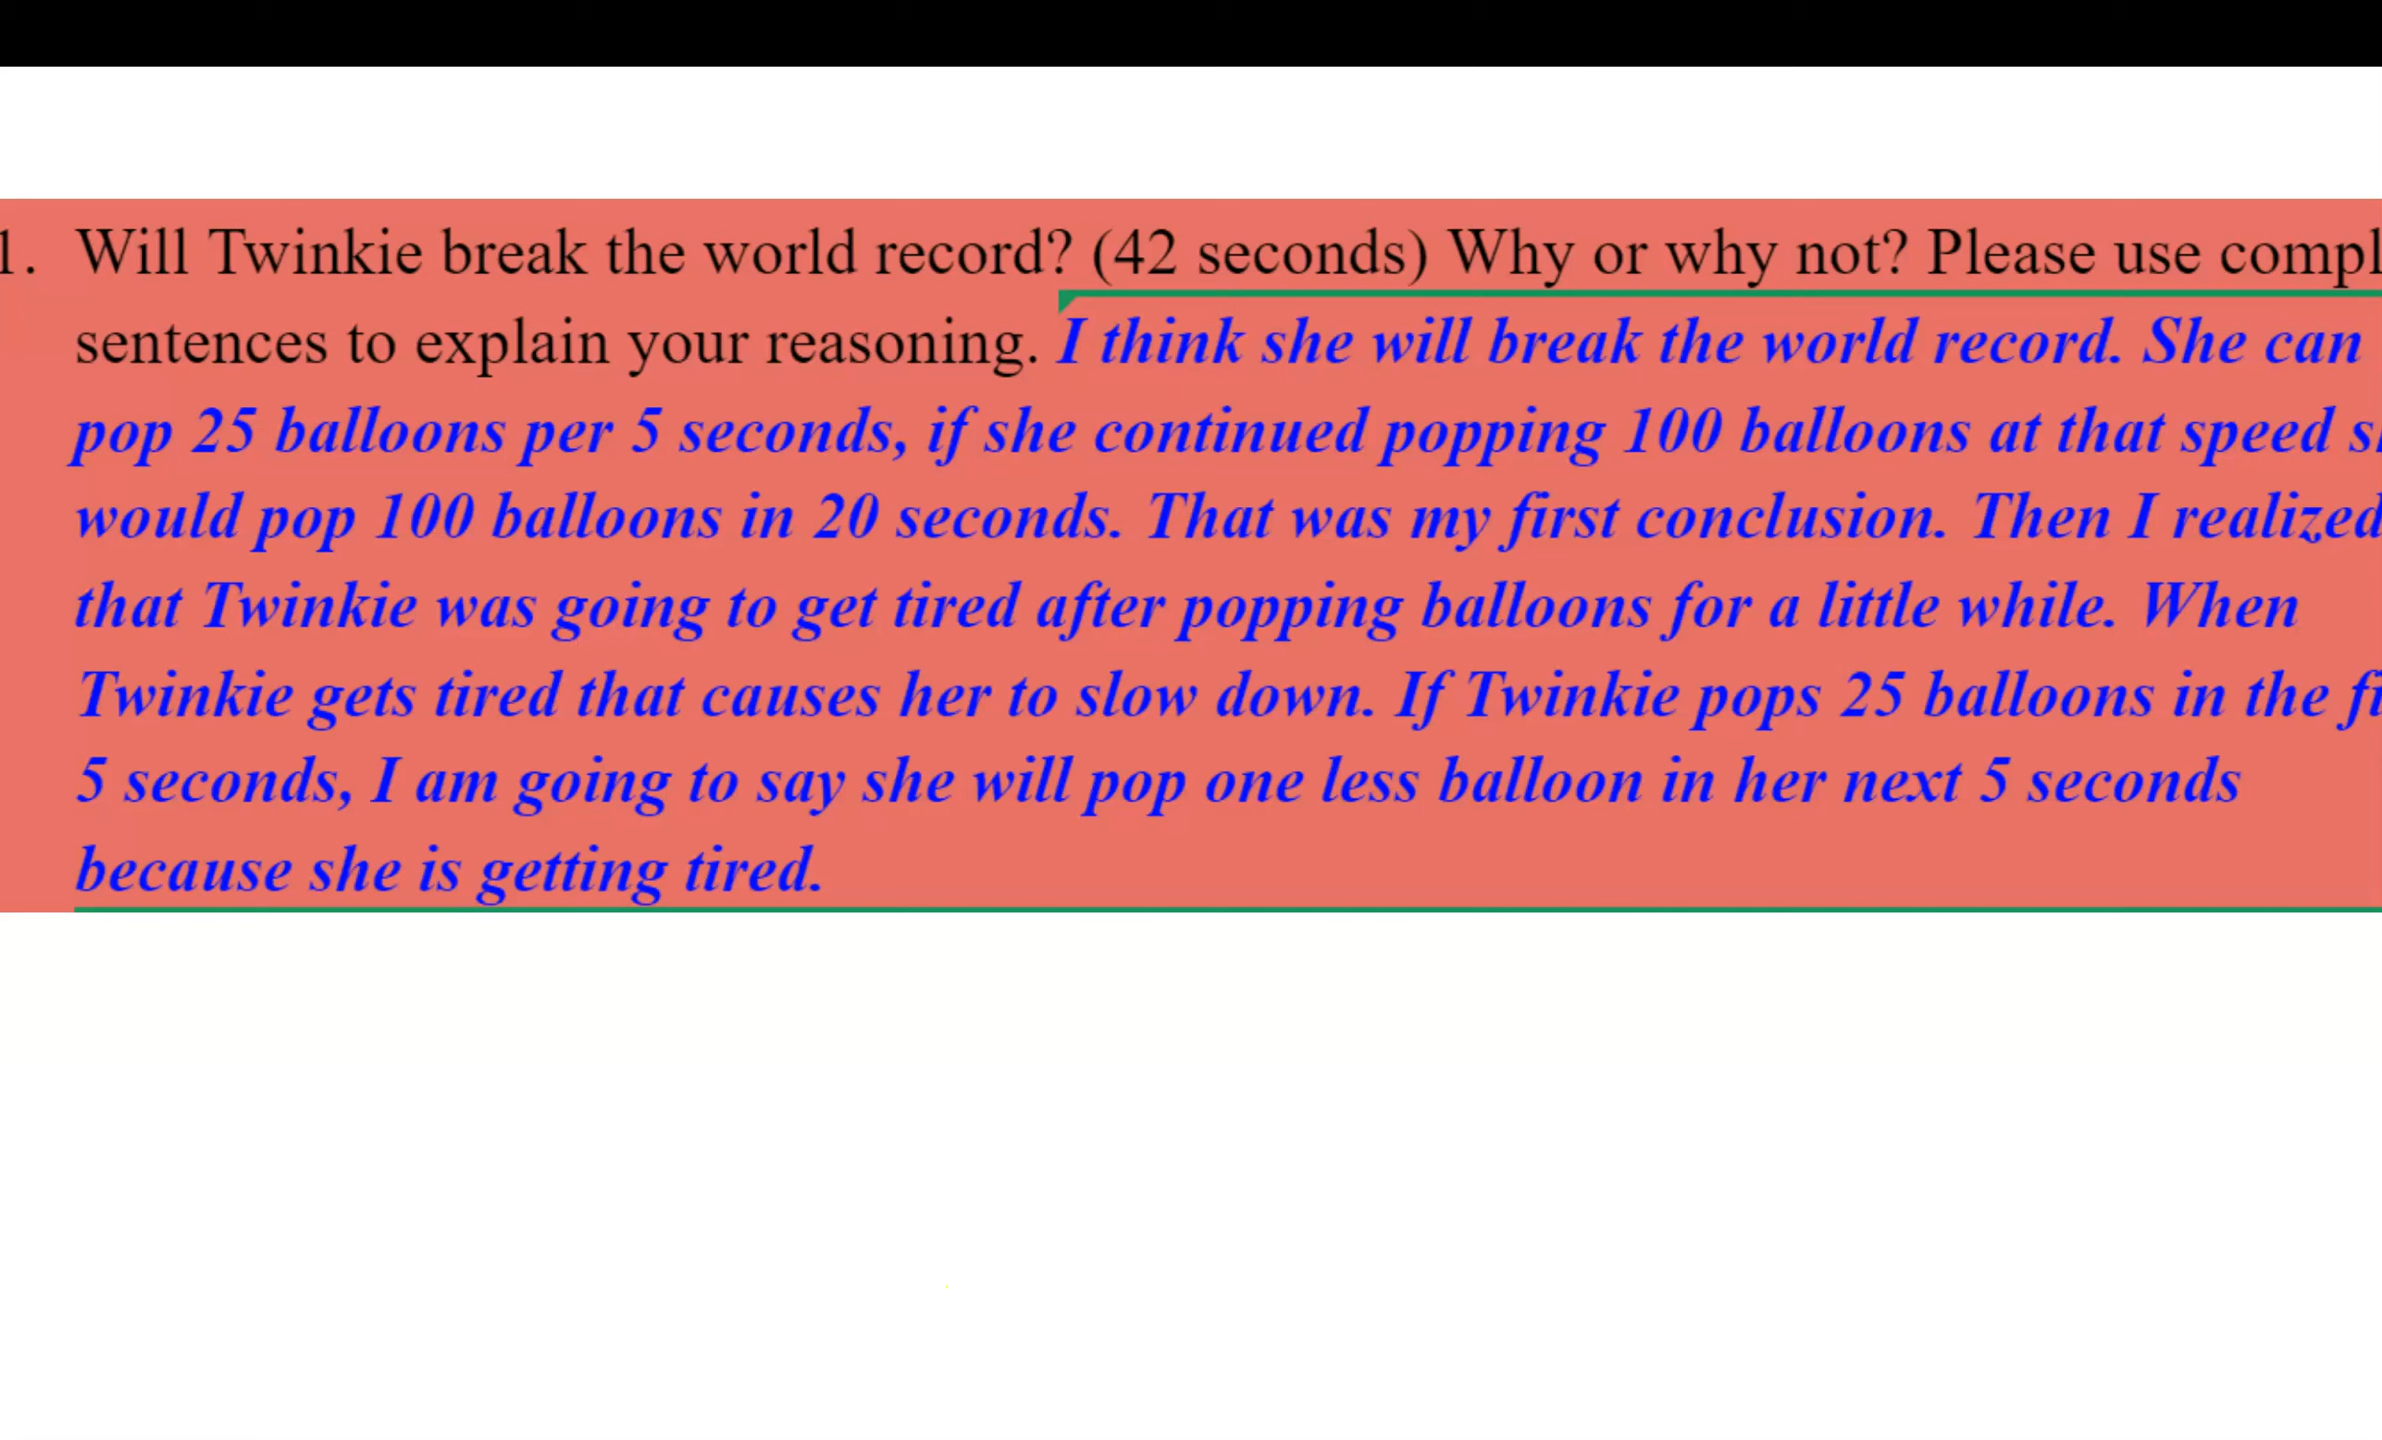 1. Will Twinkie break the world record? (42 seconds) Why or why not? Please use
sentences to explain your reasoning. I think she will break the world record. She can
pop 25 balloons per 5 seconds, if she continued popping 100 balloons at that speed
would pop 100 balloons in 20 seconds. That was my first conclusion. Then I realized
that Twinkie was going to get tired after popping balloons for a little while. When
Twinkie gets tired that causes her to slow down. If Twinkie pops 25 balloons in the
5 seconds, I am going to say she will pop one less balloon in her next 5 seconds
because she is getting tired.